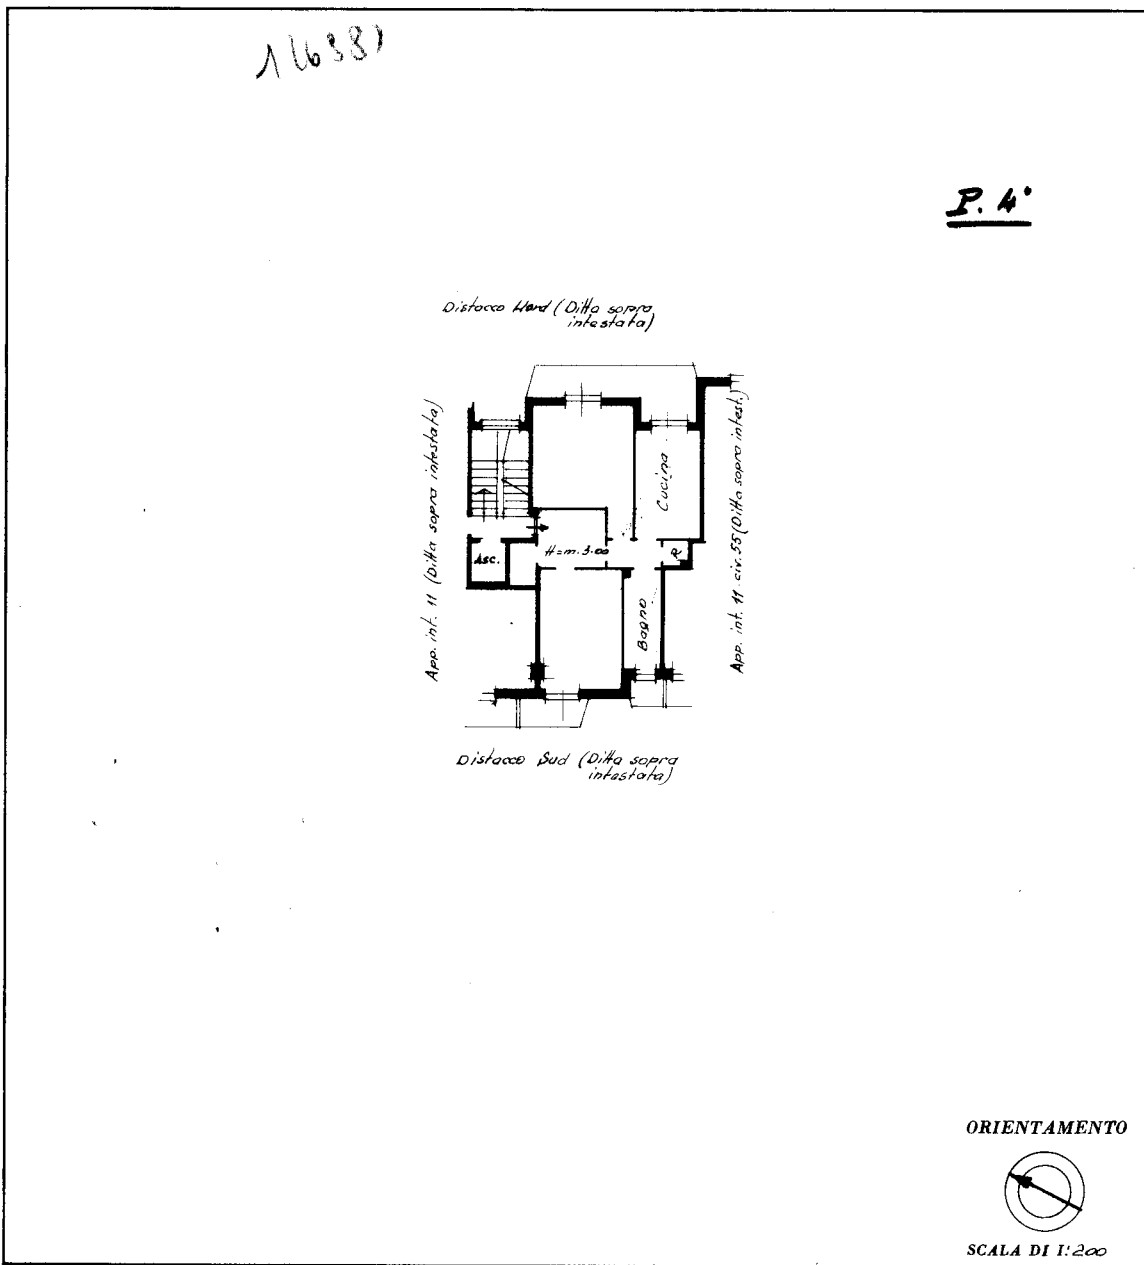 1(638)
P. 4°
Distacco Nord (Ditta sopra
intestata)
App. int. 11 (Ditta sopra intestata)
App. int. 11 civ. 55 (Ditta sopra intest.)
Cucina
Asc.
H=m. 3.00
R
Bagno
Distacco Sud (Ditta sopra
intestata)
ORIENTAMENTO
SCALA DI 1:200